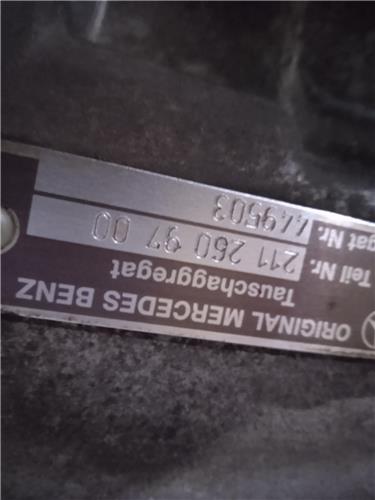 ORIGINAL MERCEDES BENZ
Tauschaggregat
Teil Nr. 211 260 97 00
gat Nr. 449503